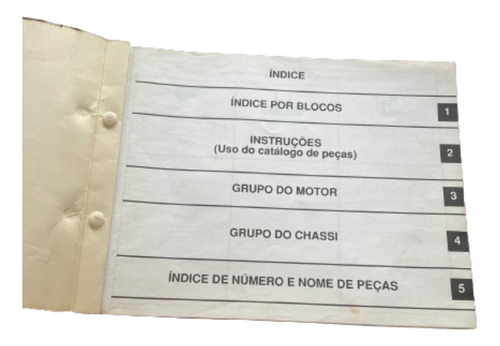 ÍNDICE
ÍNDICE POR BLOCOS
1
INSTRUÇÕES
(Uso do catálogo de peças)
2
GRUPO DO MOTOR
3
GRUPO DO CHASSI
4
ÍNDICE DE NÚMERO E NOME DE PEÇAS
5